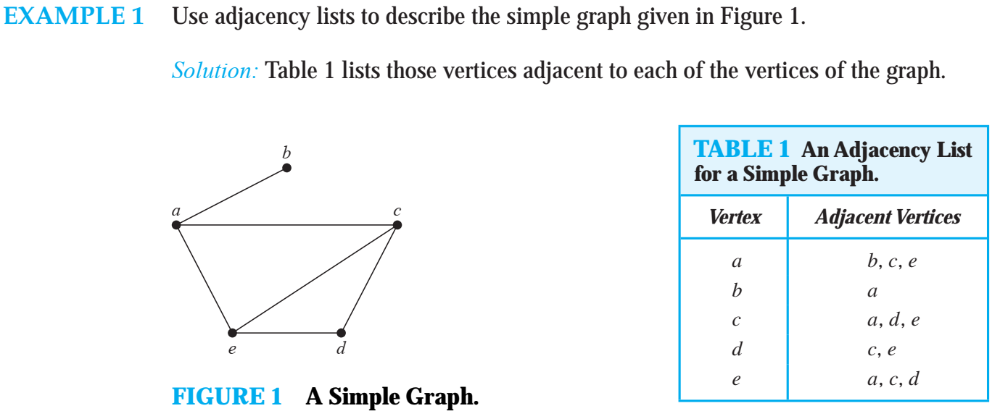 EXAMPLE 1 Use adjacency lists to describe the simple graph given in Figure 1.
Solution: Table 1 lists those vertices adjacent to each of the vertices of the graph.
b
a
c
e
d
FIGURE 1 A Simple Graph.
TABLE 1 An Adjacency List
for a Simple Graph.
Vertex Adjacent Vertices
a b, c, e
b a
c a, d, e
d c, e
e a, c, d